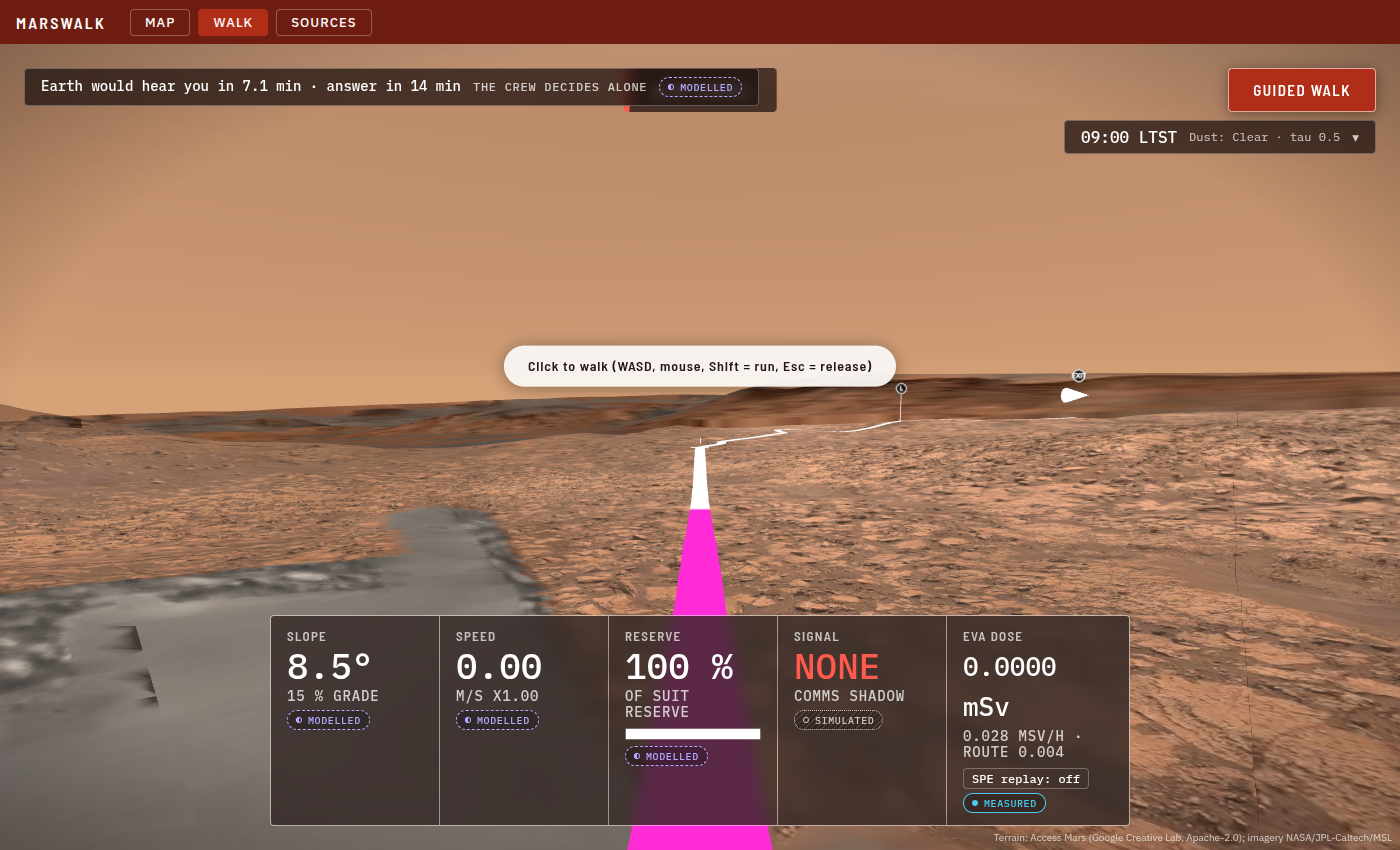 MARSWALK
MAP
WALK
SOURCES
Earth would hear you in 7.1 min · answer in 14 min THE CREW DECIDES ALONE MODELLED
GUIDED WALK
09:00 LTST Dust: Clear · tau 0.5 ▼
Click to walk (WASD, mouse, Shift = run, Esc = release)
L
EXIT
SLOPE
8.5°
15 % GRADE
MODELLED
SPEED
0.00
M/S X1.00
MODELLED
RESERVE
100 %
OF SUIT
RESERVE
MODELLED
SIGNAL
NONE
COMMS SHADOW
SIMULATED
EVA DOSE
0.0000
mSv
0.028 MSV/H ·
ROUTE 0.004
SPE replay: off
MEASURED
Terrain: Access Mars (Google Creative Lab, Apache-2.0); imagery NASA/JPL-Caltech/MSL